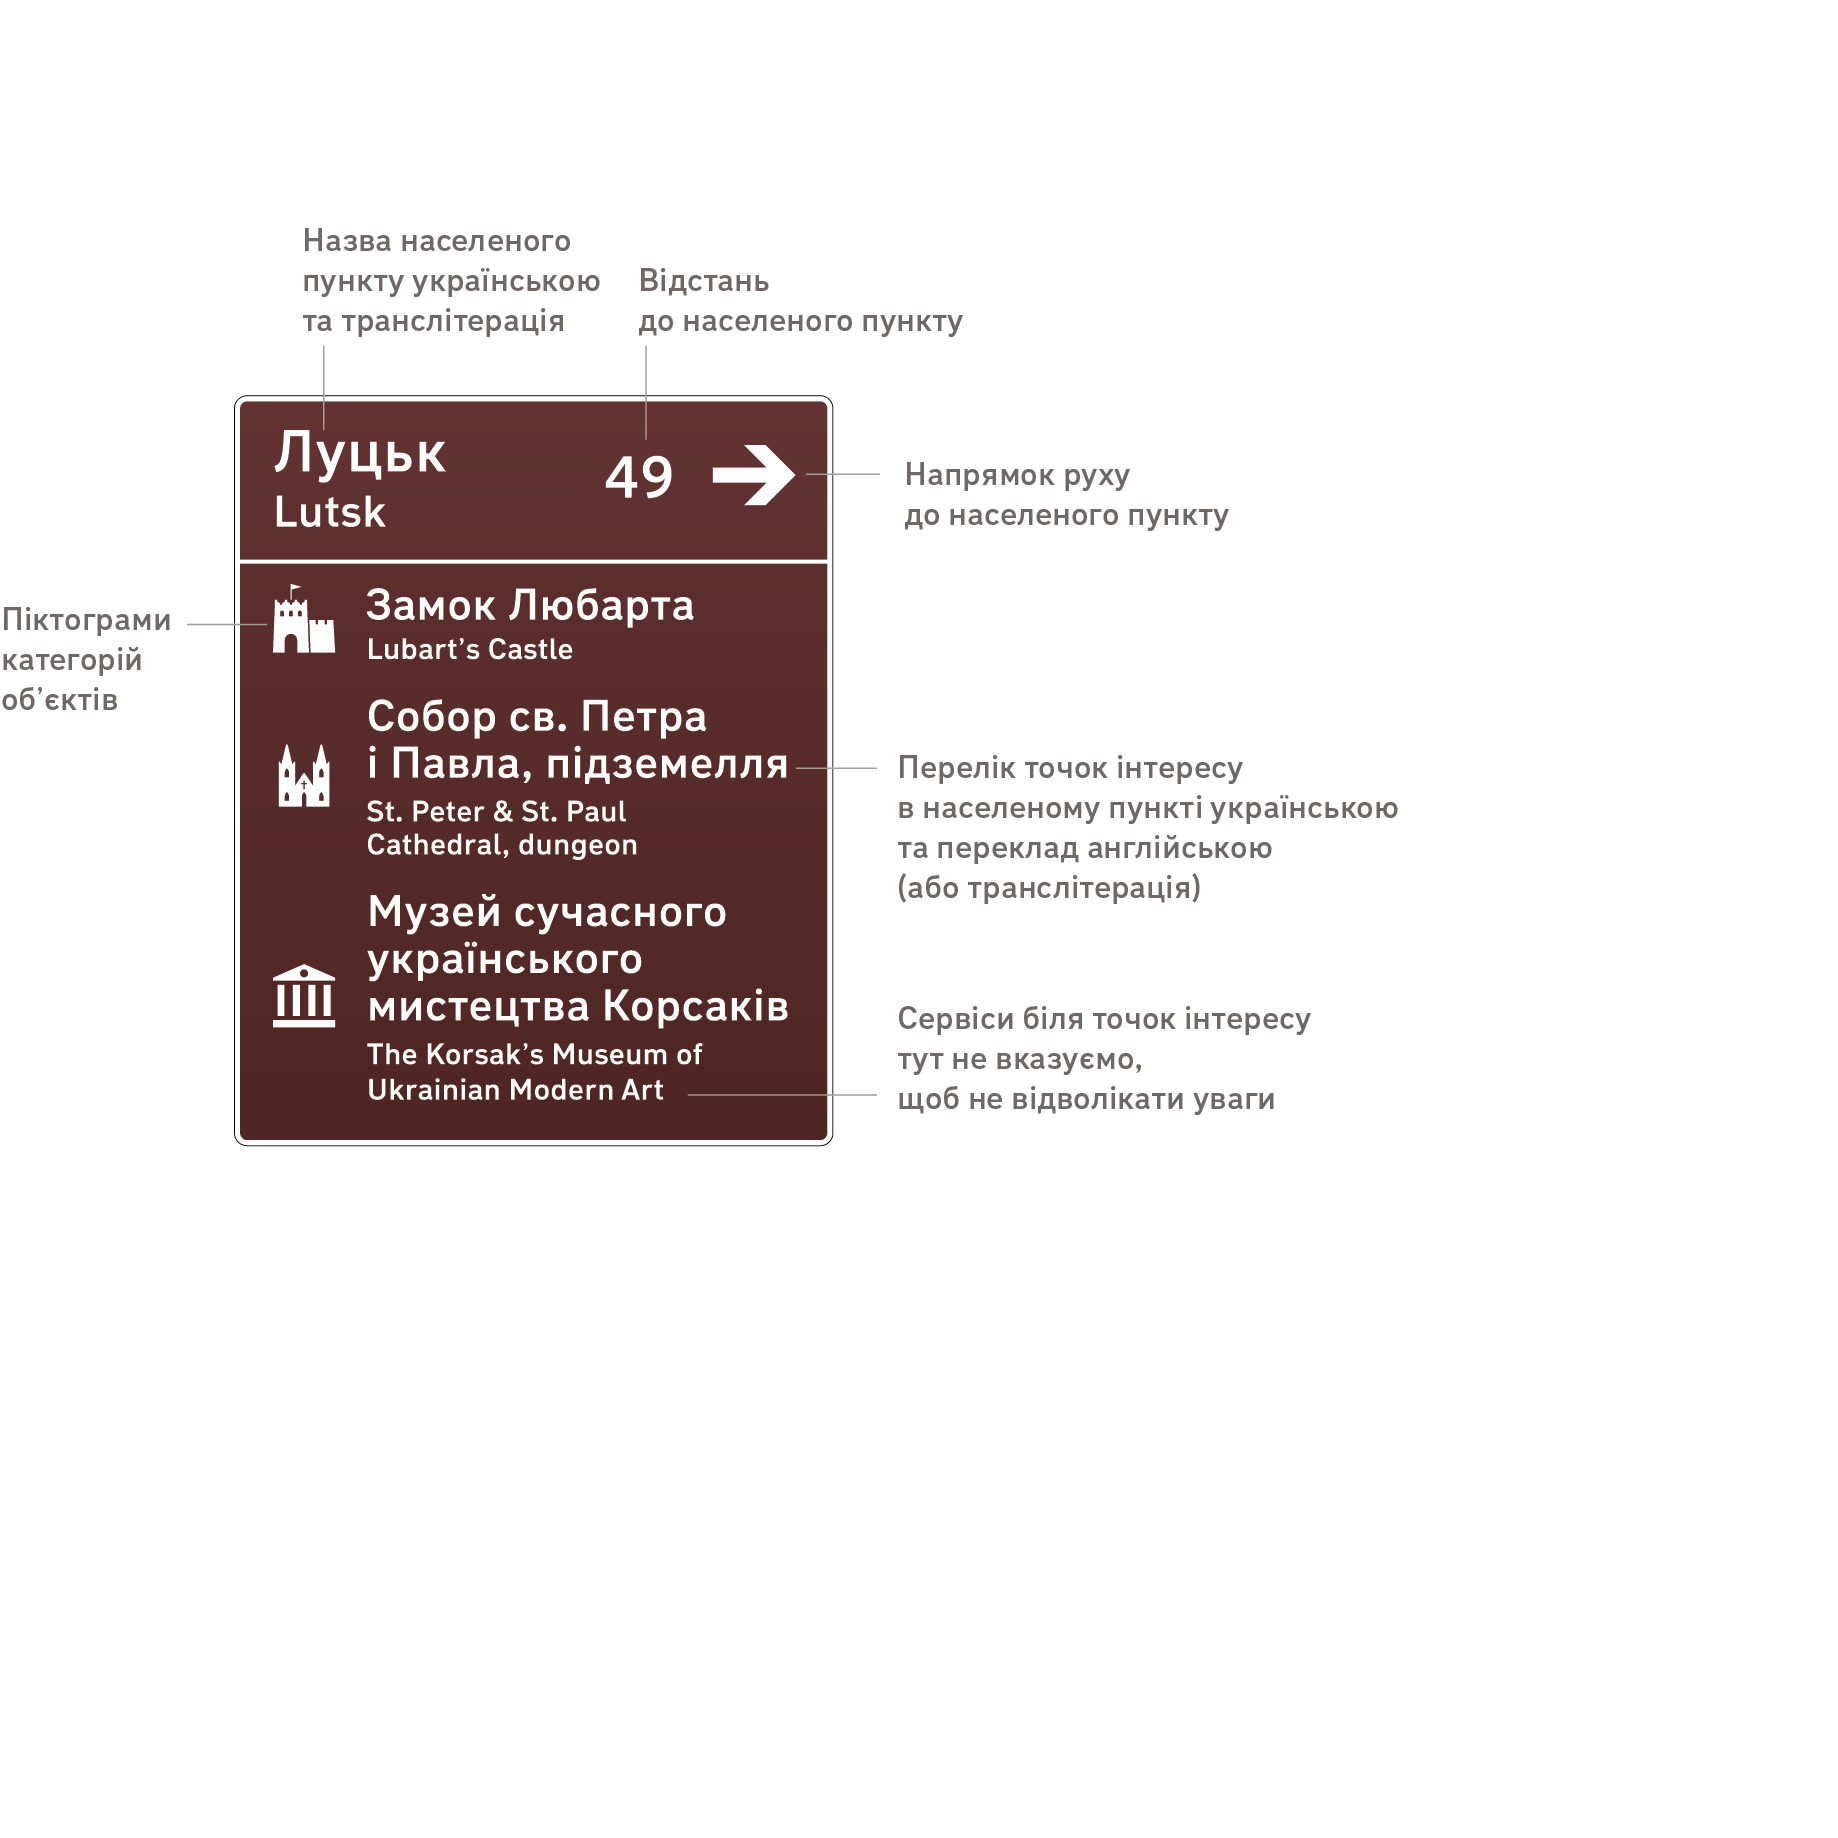 Назва населеного
пункту українською
та транслітерація
Відстань
до населеного пункту
Луцьк
Lutsk
49
Напрямок руху
до населеного пункту
Піктограми
категорій
об’єктів
Замок Любарта
Lubart’s Castle
Собор св. Петра
і Павла, підземелля
St. Peter & St. Paul
Cathedral, dungeon
Перелік точок інтересу
в населеному пункті українською
та переклад англійською
(або транслітерація)
Музей сучасного
українського
мистецтва Корсаків
The Korsak’s Museum of
Ukrainian Modern Art
Сервіси біля точок інтересу
тут не вказуємо,
щоб не відволікати уваги